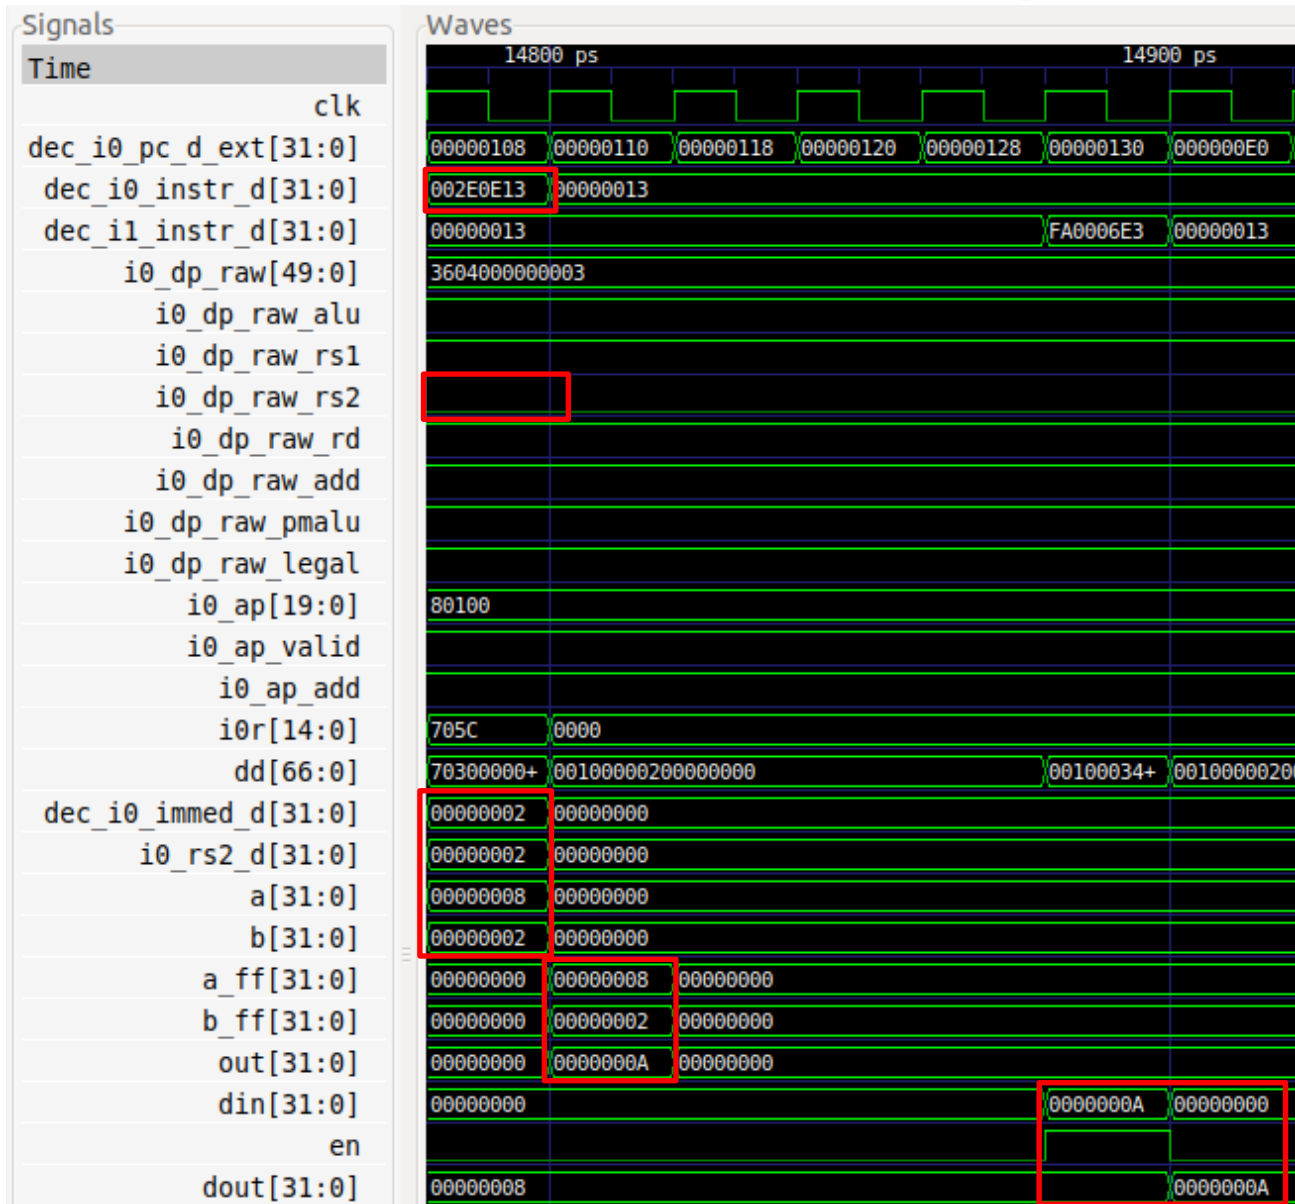 Signals Waves
Time 14800 ps 14900 ps
clk
dec_i0_pc_d_ext[31:0] 00000108 00000110 00000118 00000120 00000128 00000130 000000E0
dec_i0_instr_d[31:0] 002E0E13 00000013
dec_i1_instr_d[31:0] 00000013 FA0006E3 00000013
i0_dp_raw[49:0] 3604000000003
i0_dp_raw_alu
i0_dp_raw_rs1
i0_dp_raw_rs2
i0_dp_raw_rd
i0_dp_raw_add
i0_dp_raw_pmalu
i0_dp_raw_legal
i0_ap[19:0] 80100
i0_ap_valid
i0_ap_add
i0r[14:0] 705C 0000
dd[66:0] 70300000+ 00100000200000000 00100034+ 0010000020
dec_i0_immed_d[31:0] 00000002 00000000
i0_rs2_d[31:0] 00000002 00000000
a[31:0] 00000008 00000000
b[31:0] 00000002 00000000
a_ff[31:0] 00000000 00000008 00000000
b_ff[31:0] 00000000 00000002 00000000
out[31:0] 00000000 0000000A 00000000
din[31:0] 00000000 0000000A 00000000
en
dout[31:0] 00000008 0000000A